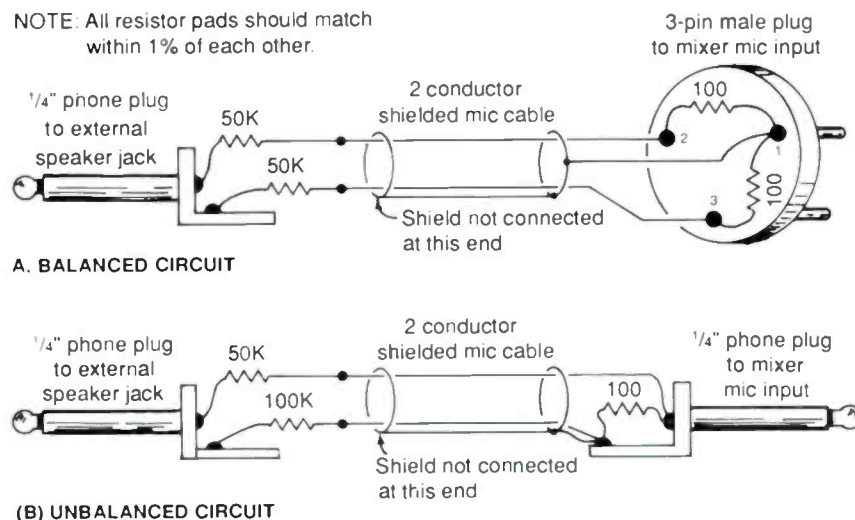 NOTE: All resistor pads should match
within 1% of each other.
3-pin male plug
to mixer mic input
1/4" phone plug
to external
speaker jack
50K
50K
2 conductor
shielded mic cable
100
2
1
100
3
Shield not connected
at this end
A. BALANCED CIRCUIT
1/4" phone plug
to external
speaker jack
50K
100K
2 conductor
shielded mic cable
100
1/4" phone plug
to mixer
mic input
Shield not connected
at this end
(B) UNBALANCED CIRCUIT